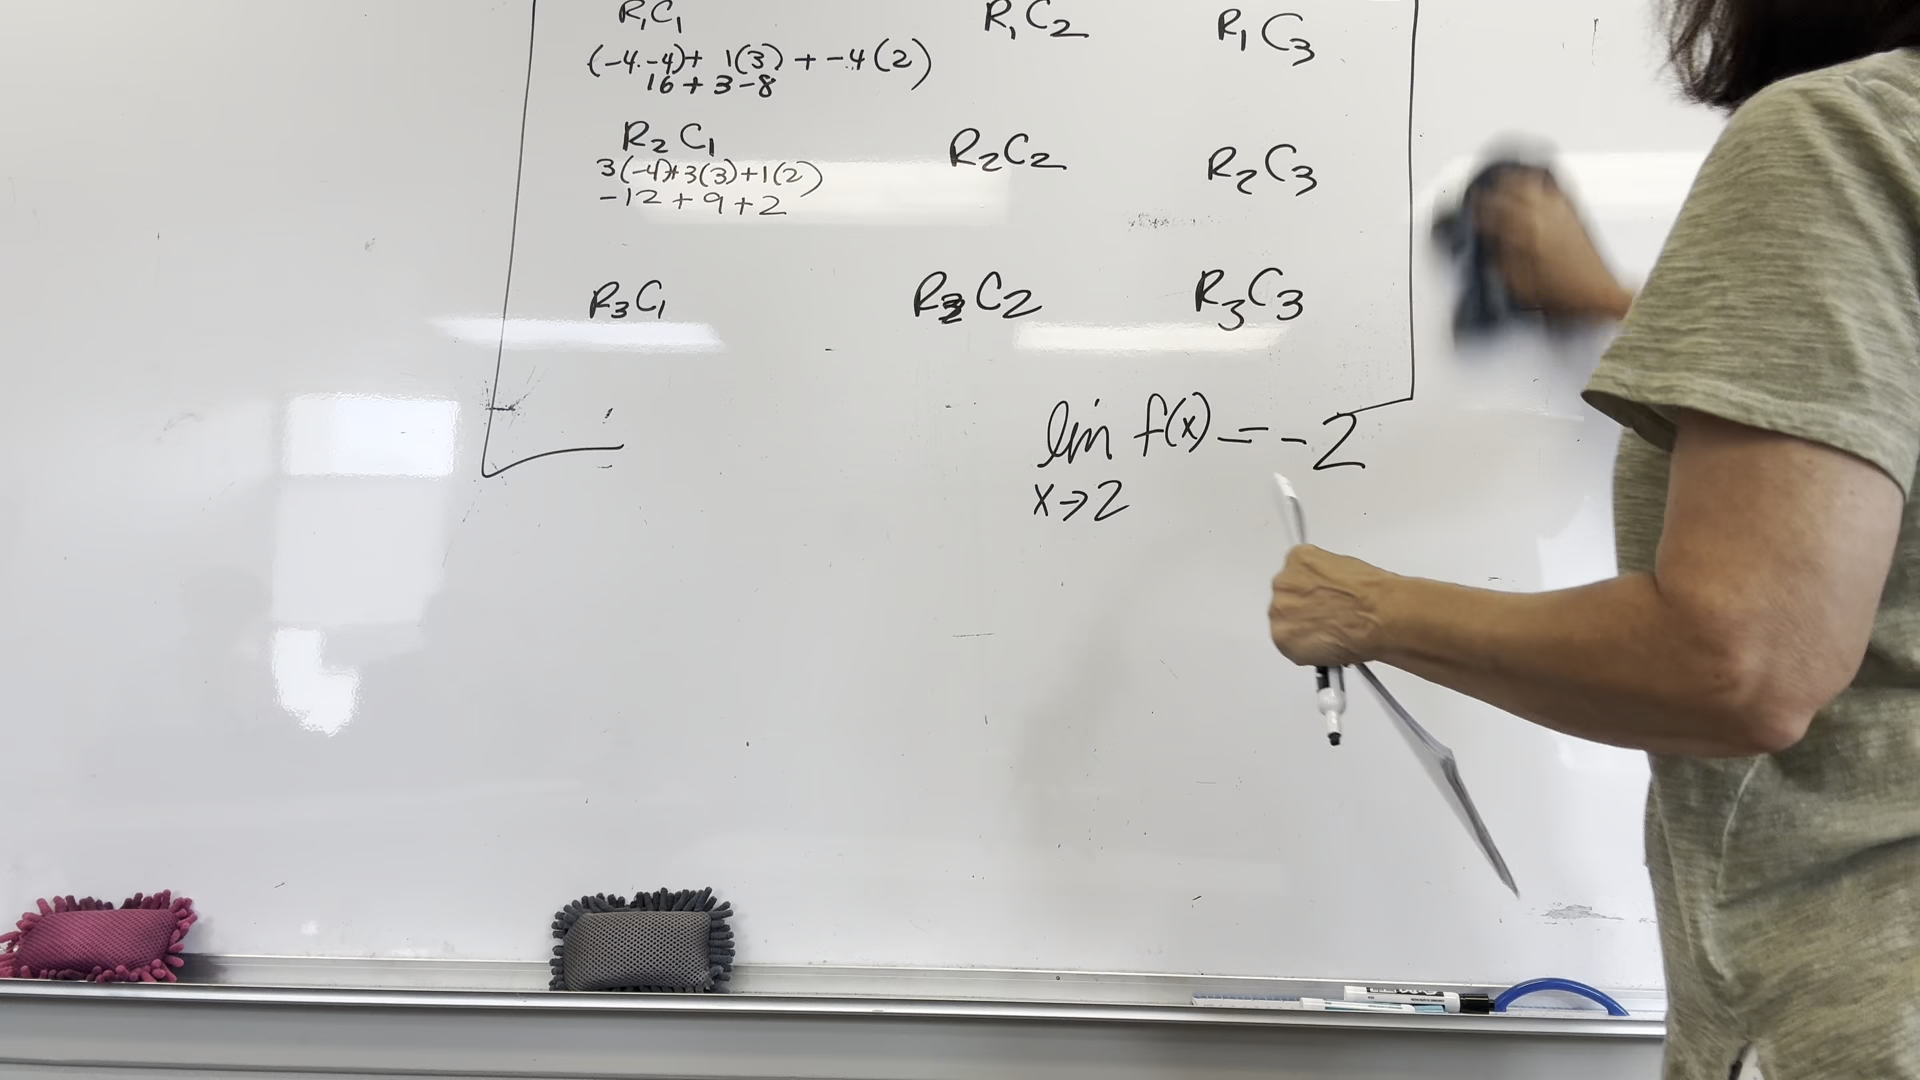 R₁C₁ R₁C₂ R₁C₃
(-4·-4)+ 1(3) + -4(2)
16 + 3 - 8
R₂C₁ R₂C₂ R₂C₃
3(-4)+3(3)+1(2)
-12 + 9 + 2
R₃C₁ R₃C₂ R₃C₃
lim f(x) = -2
x→2